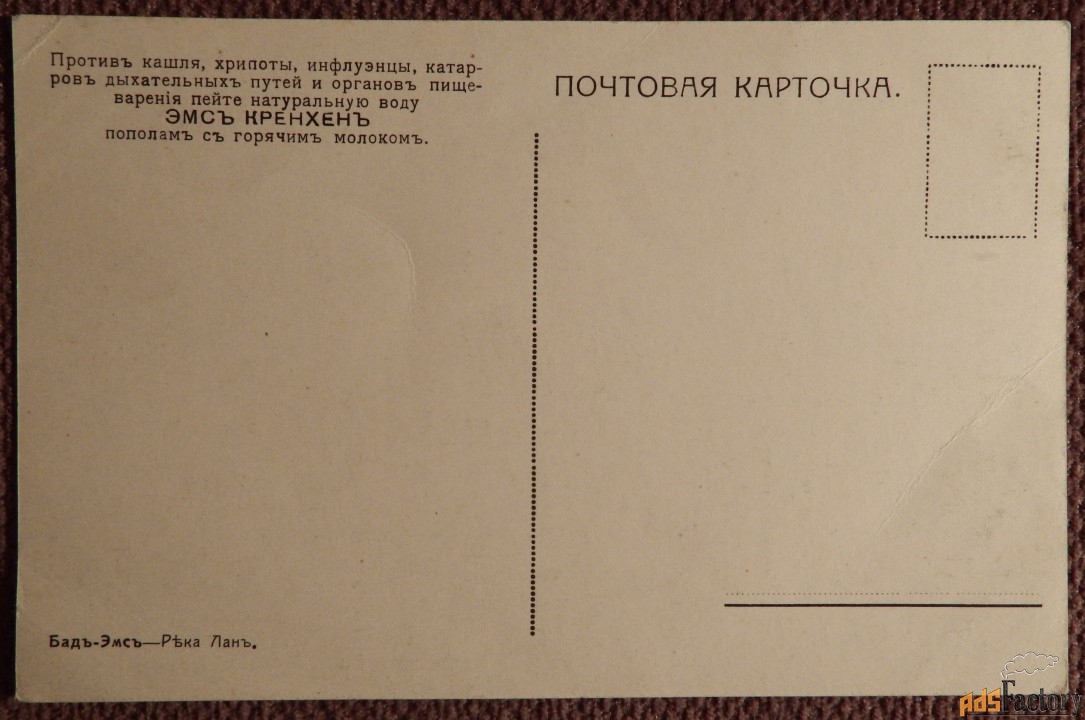 Противъ кашля, хрипоты, инфлуэнцы, катар-
ровъ дыхательныхъ путей и органовъ пище-
варенія пейте натуральную воду
ЭМСЪ КРЕНХЕНЪ
пополамъ съ горячимъ молокомъ.
ПОЧТОВАЯ КАРТОЧКА.
Бадъ-Эмсъ—Рѣка Ланъ.
adsFactory